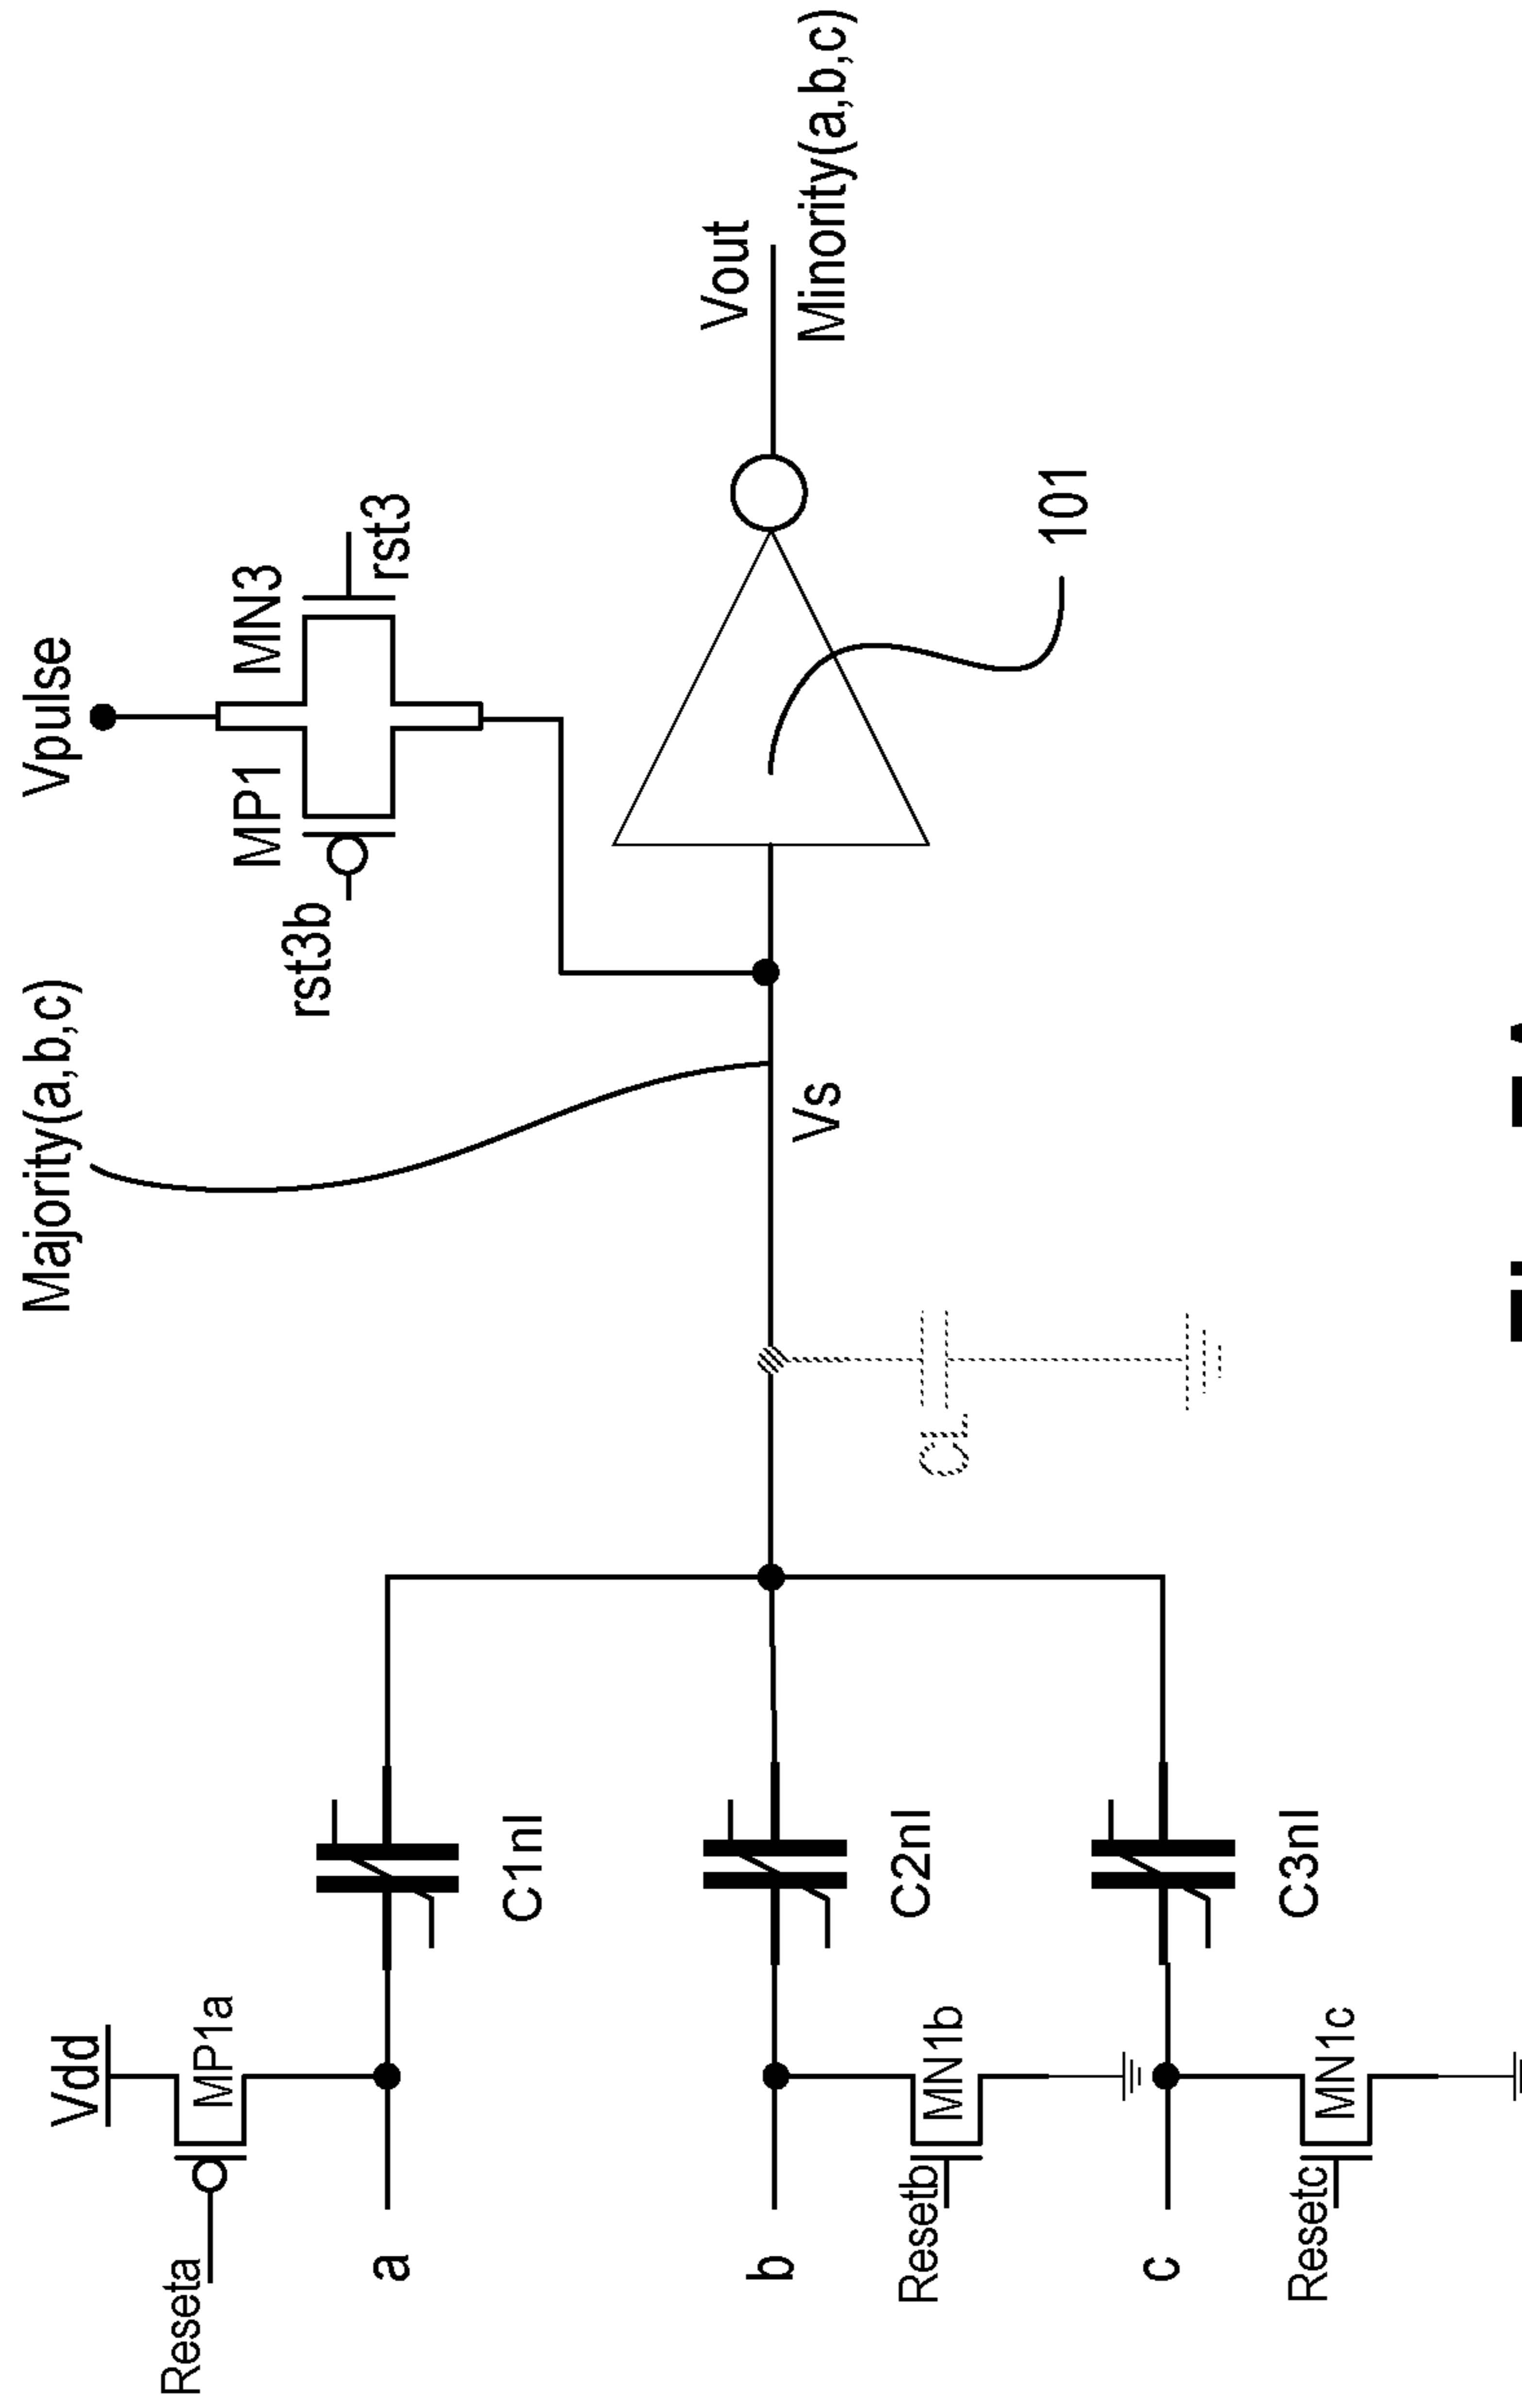 Majority(a,b,c)
Vpulse
MP1
MN3
rst3b
rst3
Vdd
MP1a
Reseta
a
C1nl
Vs
Vout
Minority(a,b,c)
b
C2nl
CL
101
Resetb
MN1b
c
C3nl
Resetc
MN1c